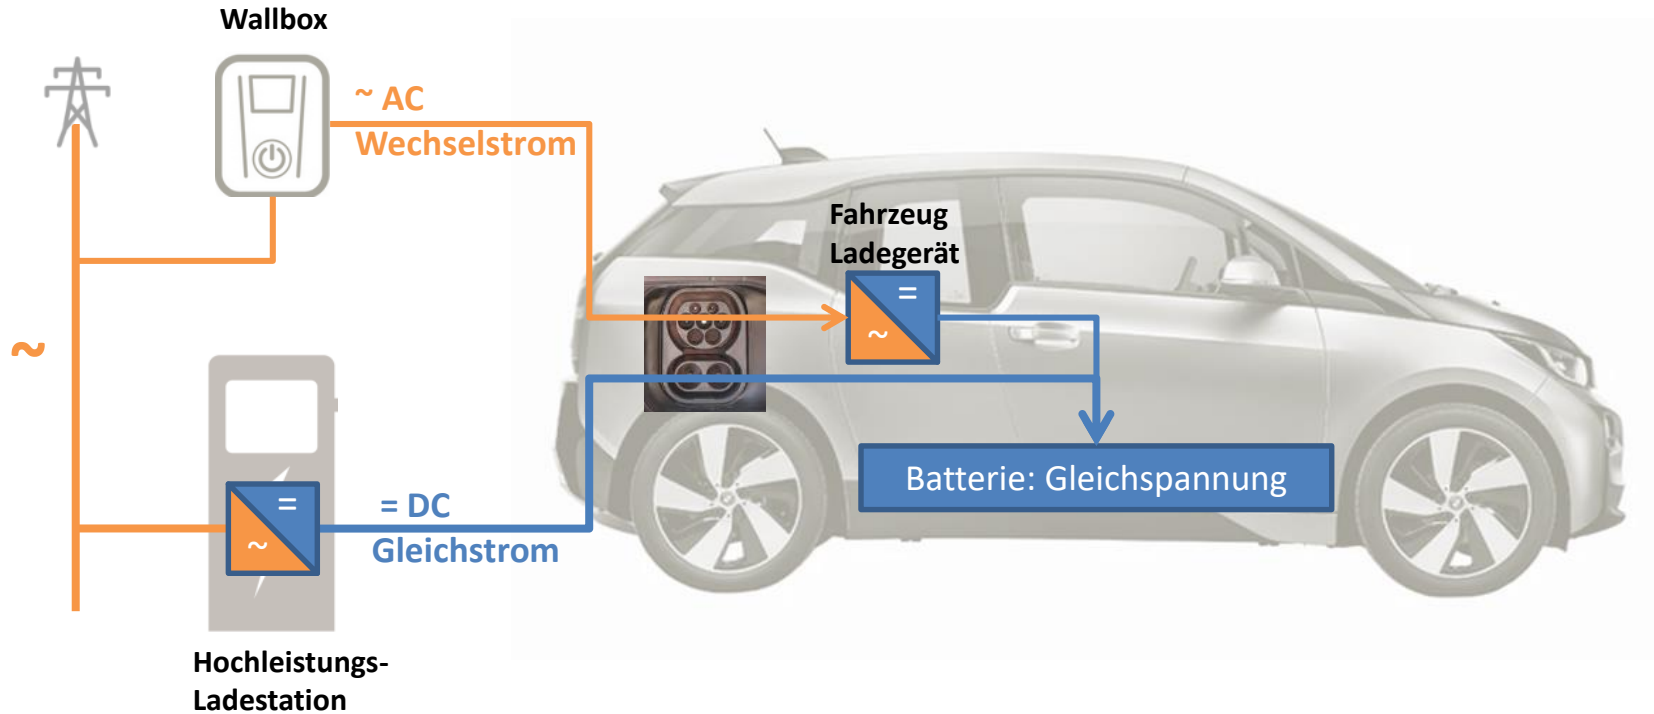 Wallbox
~ AC
Wechselstrom
Fahrzeug
Ladegerät
=
~
~
Batterie: Gleichspannung
=
~
= DC
Gleichstrom
Hochleistungs-
Ladestation